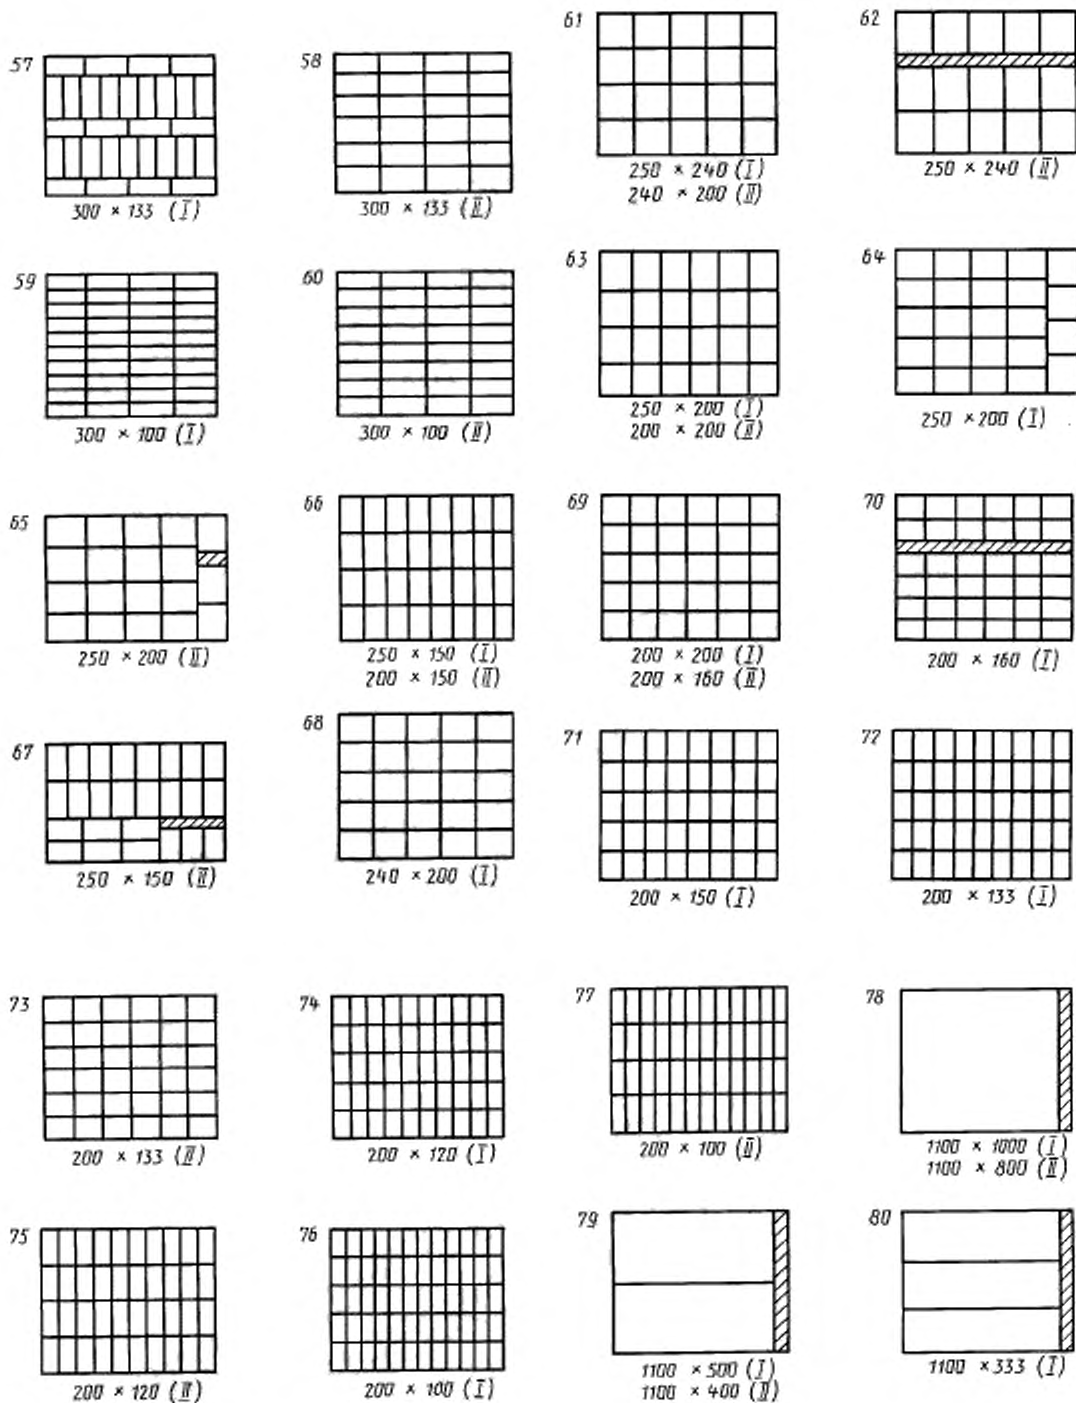 57
300 × 133 (I)
58
300 × 133 (II)
61
250 × 240 (I)
240 × 200 (II)
62
250 × 240 (II)
59
300 × 100 (I)
60
300 × 100 (II)
63
250 × 200 (I)
200 × 200 (II)
64
250 × 200 (I)
65
250 × 200 (II)
66
250 × 150 (I)
200 × 150 (II)
69
200 × 200 (I)
200 × 160 (II)
70
200 × 160 (I)
67
250 × 150 (II)
68
240 × 200 (I)
71
200 × 150 (I)
72
200 × 133 (I)
73
200 × 133 (II)
74
200 × 120 (I)
77
200 × 100 (II)
78
1100 × 1000 (I)
1100 × 800 (II)
75
200 × 120 (II)
76
200 × 100 (I)
79
1100 × 500 (I)
1100 × 400 (II)
80
1100 × 333 (I)